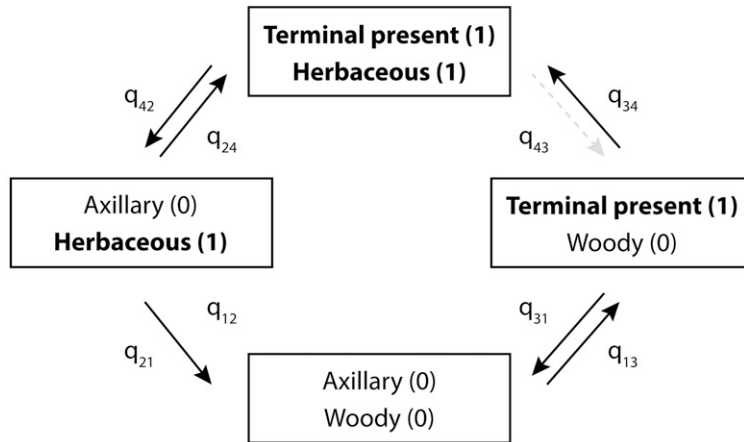 Terminal present (1)
Herbaceous (1)
q42
q24
q34
q43
Axillary (0)
Herbaceous (1)
Terminal present (1)
Woody (0)
q12
q21
q31
q13
Axillary (0)
Woody (0)